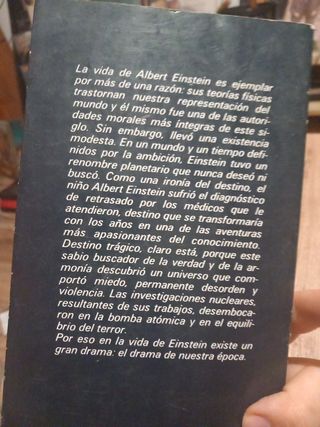 La vida de Albert Einstein es ejemplar
por más de una razón: sus teorías físicas
trastornan nuestra representación del
mundo y él mismo fue una de las autori-
dades morales más íntegras de este si-
glo. Sin embargo, llevó una existencia
modesta. En un mundo y un tiempo defi-
nidos por la ambición. Einstein tuvo un
renombre planetario que nunca deseó ni
buscó. Como una ironía del destino, el
niño Albert Einstein sufrió el diagnóstico
de retrasado por los médicos que le
atendieron, destino que se transformaría
con los años en una de las aventuras
más apasionantes del conocimiento.
Destino trágico, claro está, porque este
sabio buscador de la verdad y de la ar-
monía descubrió un universo que com-
portó miedo, permanente desorden y
violencia. Las investigaciones nucleares,
resultantes de sus trabajos, desemboca-
ron en la bomba atómica y en el equili-
brio del terror.
Por eso en la vida de Einstein existe un
gran drama: el drama de nuestra época.